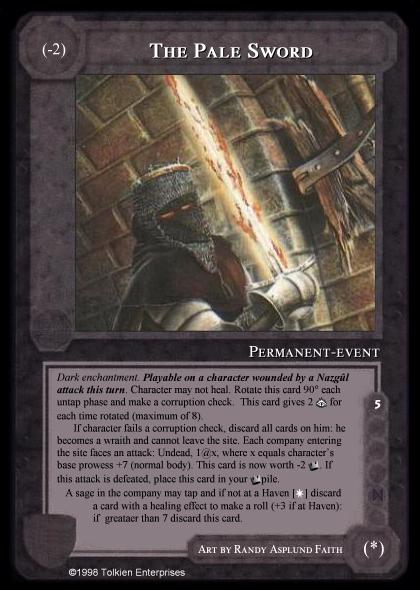 (-2)
The Pale Sword
Permanent-event
Dark enchantment. Playable on a character wounded by a Nazgûl
attack this turn. Character may not heal. Rotate this card 90° each
untap phase and make a corruption check. This card gives 2 for
each time rotated (maximum of 8).
If character fails a corruption check, discard all cards on him: he
becomes a wraith and cannot leave the site. Each company entering
the site faces an attack: Undead, 1@x, where x equals character's
base prowess +7 (normal body). This card is now worth -2 . If
this attack is defeated, place this card in your pile.
A sage in the company may tap and if not at a Haven [ ] discard
a card with a healing effect to make a roll (+3 if at Haven):
if greataer than 7 discard this card.
5
N
Art by Randy Asplund Faith
(*)
©1998 Tolkien Enterprises